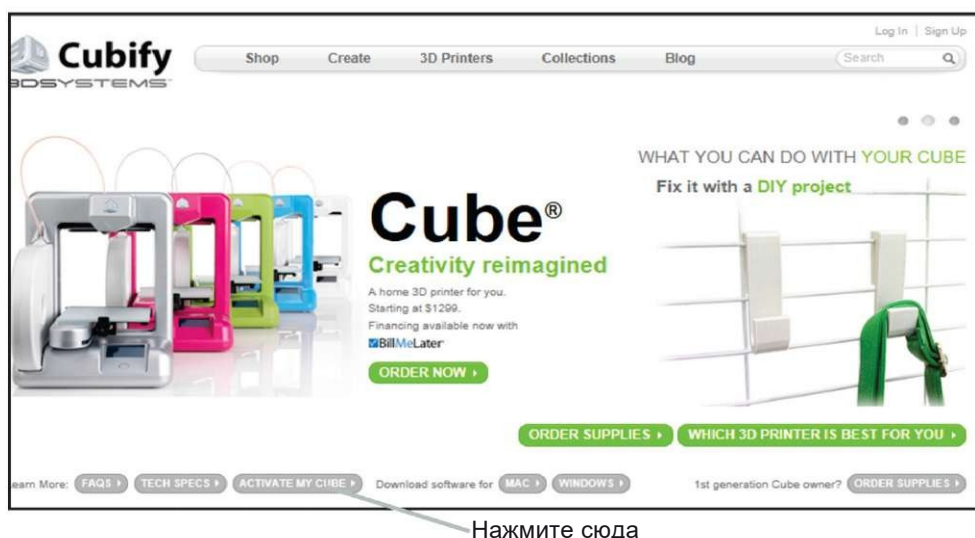 Log In | Sign Up
Cubify
3DSYSTEMS
Shop Create 3D Printers Collections Blog Search
WHAT YOU CAN DO WITH YOUR CUBE
Fix it with a DIY project
Cube®
Creativity reimagined
A home 3D printer for you.
Starting at $1299.
Financing available now with
BillMeLater
ORDER NOW
ORDER SUPPLIES WHICH 3D PRINTER IS BEST FOR YOU
Learn More: FAQS TECH SPECS ACTIVATE MY CUBE Download software for MAC WINDOWS 1st generation Cube owner? ORDER SUPPLIES
Нажмите сюда